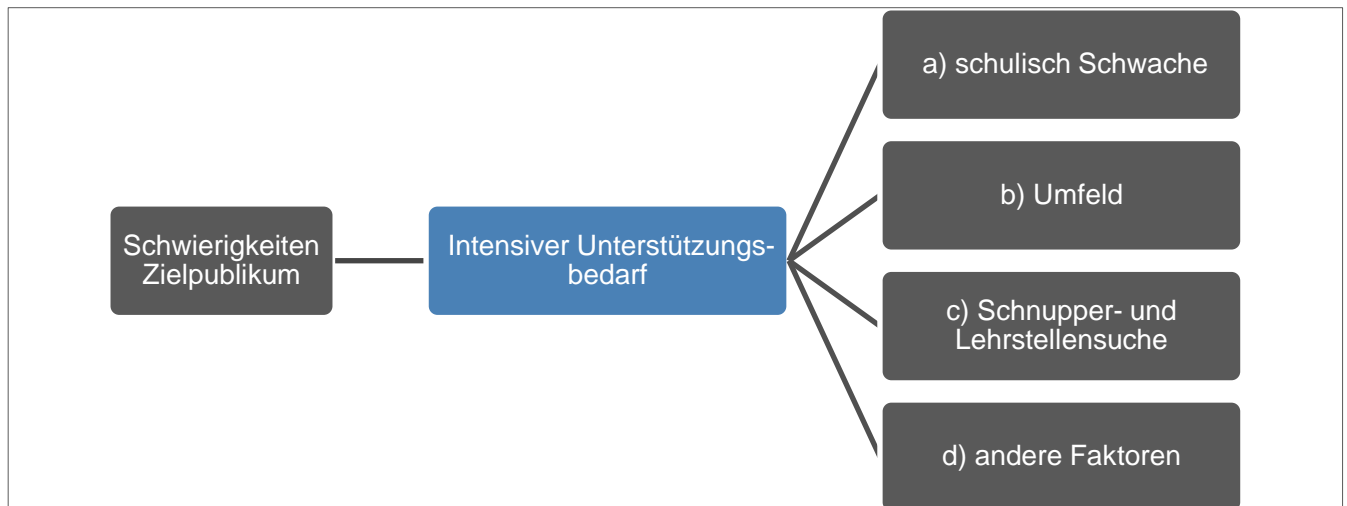 Schwierigkeiten
Zielpublikum
Intensiver Unterstützungs-
bedarf
a) schulisch Schwache
b) Umfeld
c) Schnupper- und
Lehrstellensuche
d) andere Faktoren